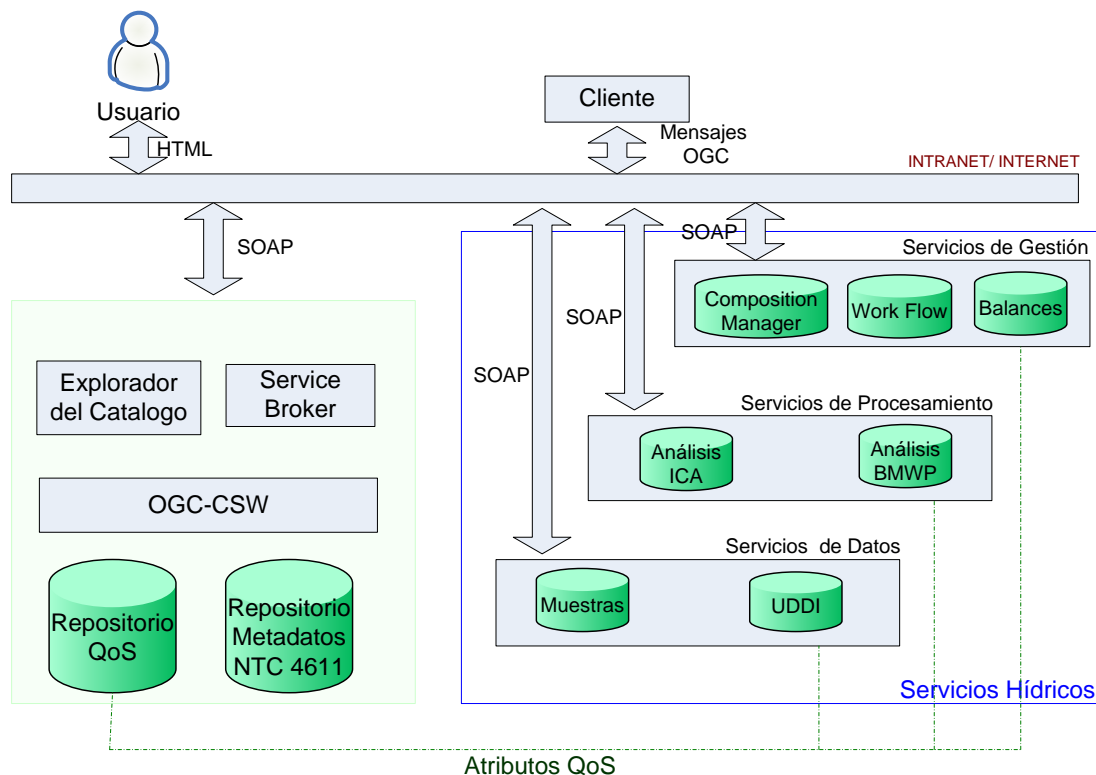 Usuario
HTML
Cliente
Mensajes
OGC
INTRANET/ INTERNET
SOAP
SOAP
SOAP
SOAP
Servicios de Gestión
Composition
Manager
Work Flow
Balances
Explorador
del Catalogo
Service
Broker
Servicios de Procesamiento
Análisis
ICA
Análisis
BMWP
OGC-CSW
Servicios de Datos
Muestras
UDDI
Repositorio
QoS
Repositorio
Metadatos
NTC 4611
Servicios Hídricos
Atributos QoS